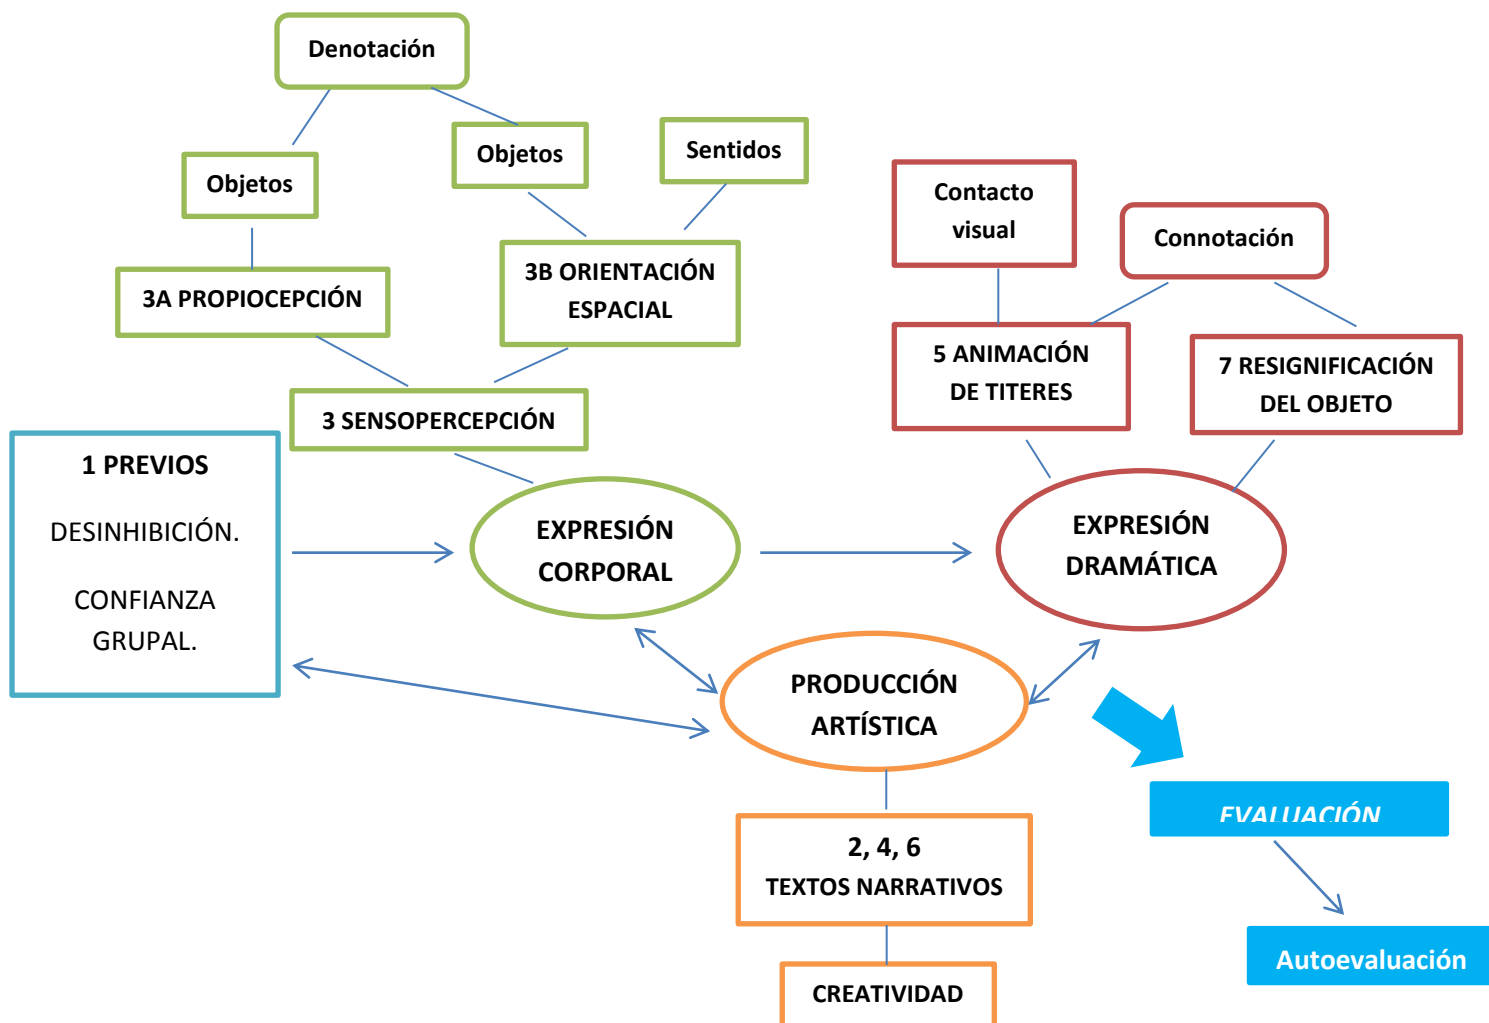 Denotación
Objetos
Objetos
Sentidos
Contacto
visual
Connotación
3A PROPIOCEPCIÓN
3B ORIENTACIÓN
ESPACIAL
5 ANIMACIÓN
DE TITERES
7 RESIGNIFICACIÓN
DEL OBJETO
3 SENSOPERCEPCIÓN
1 PREVIOS
DESINHIBICIÓN.
CONFIANZA
GRUPAL.
EXPRESIÓN
CORPORAL
EXPRESIÓN
DRAMÁTICA
PRODUCCIÓN
ARTÍSTICA
2, 4, 6
TEXTOS NARRATIVOS
CREATIVIDAD
EVALUACIÓN
Autoevaluación